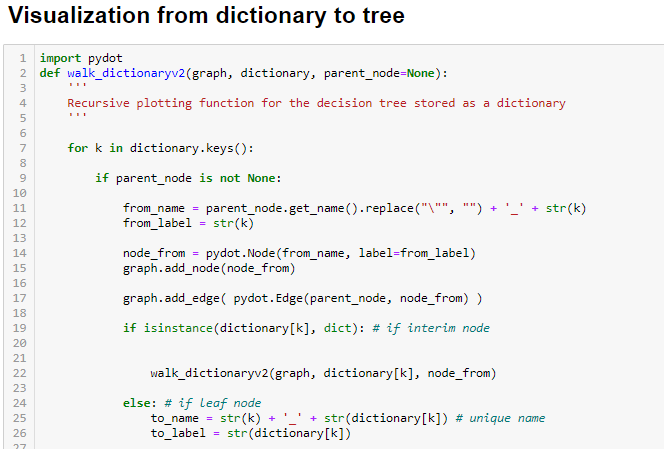 Visualization from dictionary to tree
1 import pydot
2 def walk_dictionaryv2(graph, dictionary, parent_node=None):
3     '''
4     Recursive plotting function for the decision tree stored as a dictionary
5     '''
6
7     for k in dictionary.keys():
8
9         if parent_node is not None:
10
11             from_name = parent_node.get_name().replace("\"", "") + '_' + str(k)
12             from_label = str(k)
13
14             node_from = pydot.Node(from_name, label=from_label)
15             graph.add_node(node_from)
16
17             graph.add_edge( pydot.Edge(parent_node, node_from) )
18
19             if isinstance(dictionary[k], dict): # if interim node
20
21
22                 walk_dictionaryv2(graph, dictionary[k], node_from)
23
24             else: # if leaf node
25                 to_name = str(k) + '_' + str(dictionary[k]) # unique name
26                 to_label = str(dictionary[k])
27